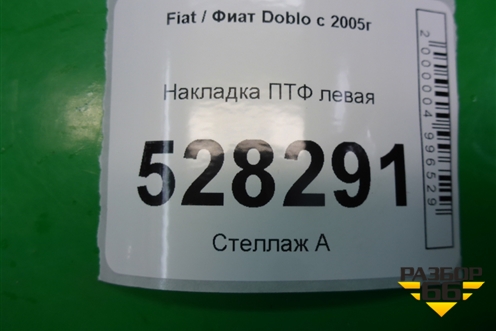 Fiat / Фиат Doblo с 2005г
Накладка ПТФ левая
528291
Стеллаж А
2000004996529
РАЗБОР
66